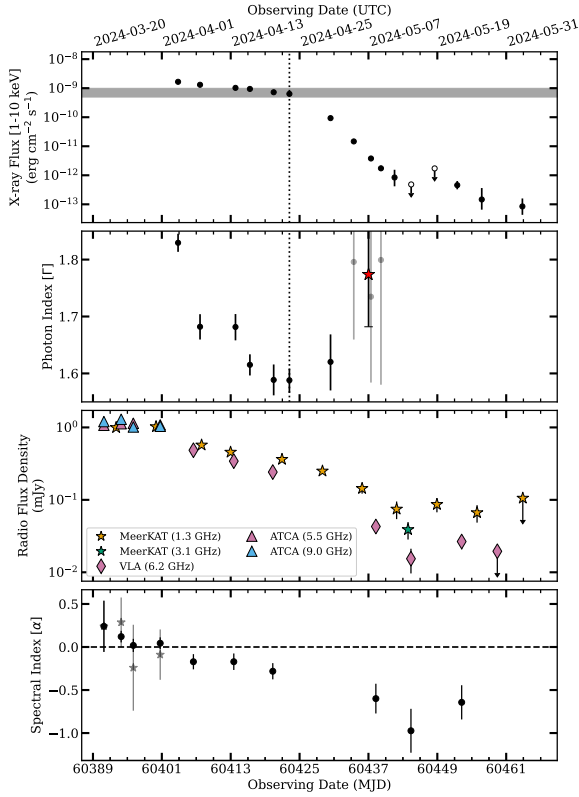 Observing Date (UTC)
2024-03-20 2024-04-01 2024-04-13 2024-04-25 2024-05-07 2024-05-19 2024-05-31
X-ray Flux [1-10 keV]
(erg cm⁻² s⁻¹)
10⁻⁸
10⁻⁹
10⁻¹⁰
10⁻¹¹
10⁻¹²
10⁻¹³
Photon Index [Γ]
1.8
1.7
1.6
Radio Flux Density
(mJy)
10⁰
10⁻¹
10⁻²
MeerKAT (1.3 GHz)
MeerKAT (3.1 GHz)
VLA (6.2 GHz)
ATCA (5.5 GHz)
ATCA (9.0 GHz)
Spectral Index [α]
0.5
0.0
−0.5
−1.0
60389 60401 60413 60425 60437 60449 60461
Observing Date (MJD)